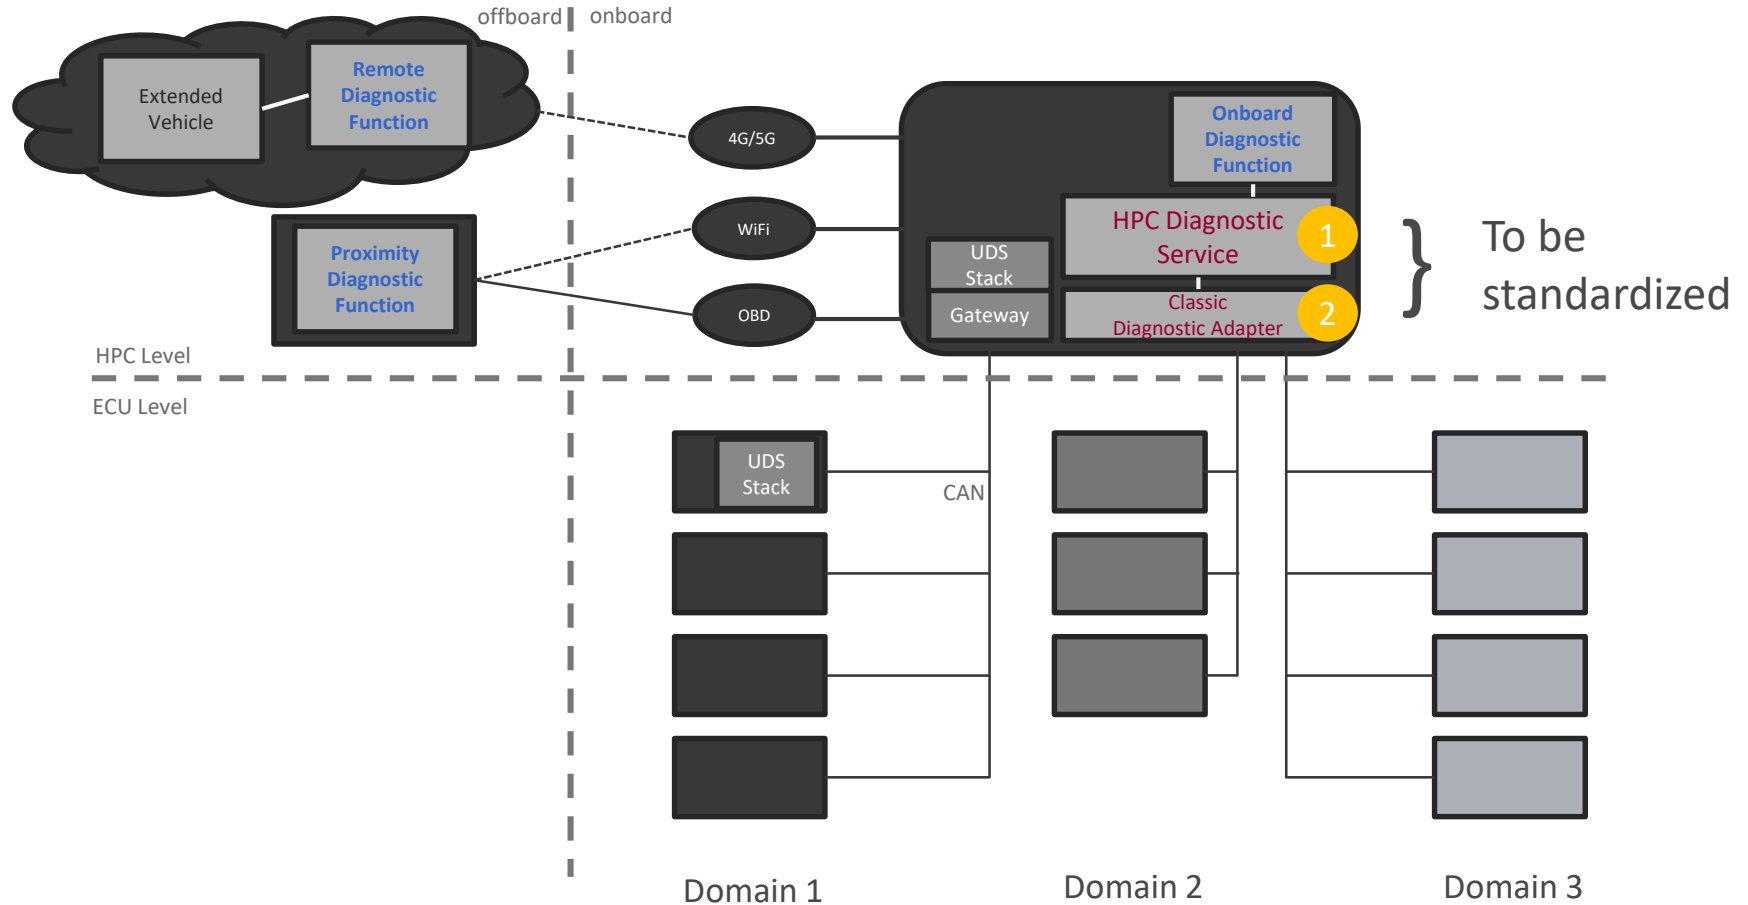 offboard
onboard
Extended
Vehicle
Remote
Diagnostic
Function
4G/5G
Onboard
Diagnostic
Function
Proximity
Diagnostic
Function
WiFi
OBD
UDS
Stack
Gateway
HPC Diagnostic
Service
1
Classic
Diagnostic Adapter
2
}
To be
standardized
HPC Level
ECU Level
UDS
Stack
CAN
Domain 1
Domain 2
Domain 3